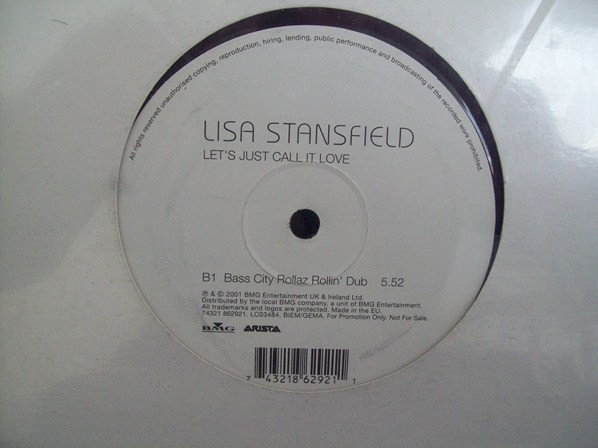 All rights reserved unauthorised copying, reproduction, hiring, lending, public performance and broadcasting of the recorded work prohibited.
LISA STANSFIELD
LET'S JUST CALL IT LOVE
B1 Bass City Rollaz Rollin' Dub 5.52
℗ & © 2001 BMG Entertainment UK & Ireland Ltd.
Distributed by the local BMG company, a unit of BMG Entertainment.
All trademarks and logos are protected. Made in the EU.
74321 862921. LC03484. BIEM/GEMA. For Promotion Only. Not For Sale.
BMG ARISTA
7 43218 62921 1